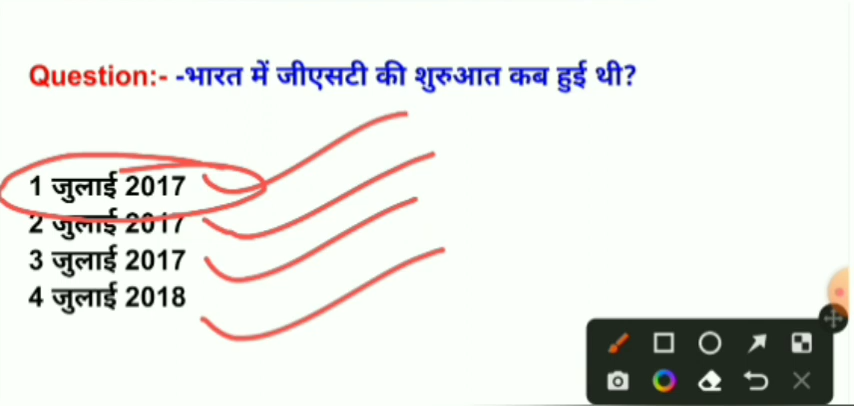 Question:- -भारत में जीएसटी की शुरुआत कब हुई थी?
1 जुलाई 2017
2 जुलाई 2017
3 जुलाई 2017
4 जुलाई 2018